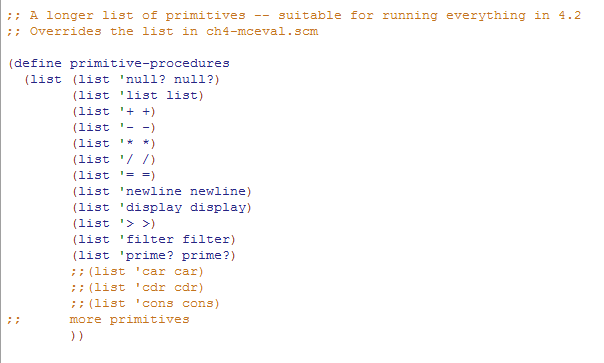 ;; A longer list of primitives -- suitable for running everything in 4.2
;; Overrides the list in ch4-mceval.scm
(define primitive-procedures
  (list (list 'null? null?)
        (list 'list list)
        (list '+ +)
        (list '- -)
        (list '* *)
        (list '/ /)
        (list '= =)
        (list 'newline newline)
        (list 'display display)
        (list '> >)
        (list 'filter filter)
        (list 'prime? prime?)
        ;;(list 'car car)
        ;;(list 'cdr cdr)
        ;;(list 'cons cons)
;;      more primitives
        ))